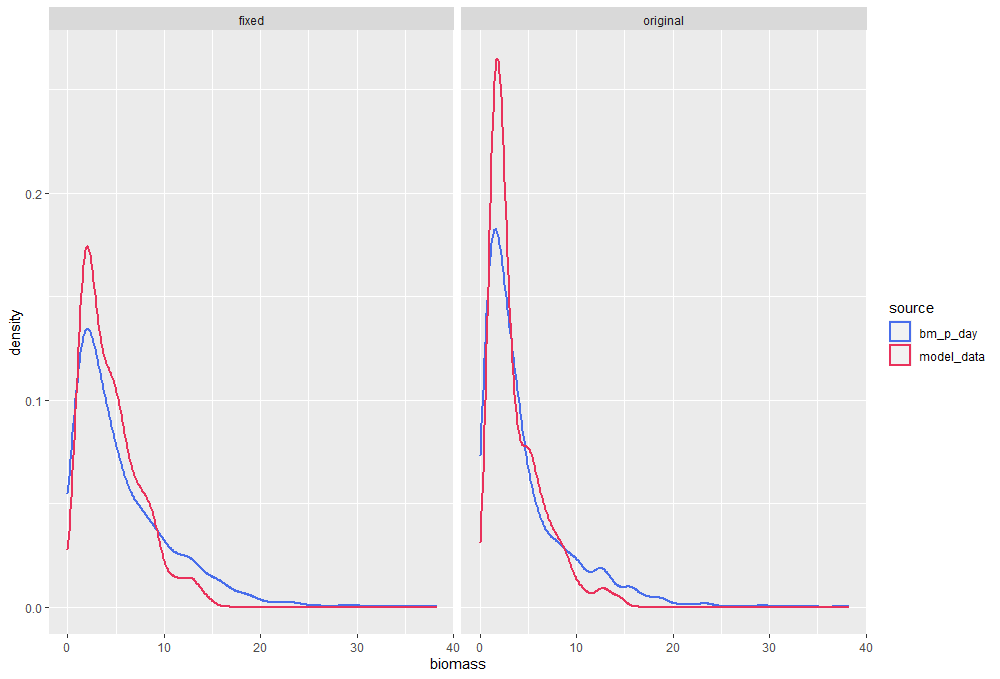 fixed
original
density
0.2
0.1
0.0
0 10 20 30 40
0 10 20 30 40
biomass
source
bm_p_day
model_data